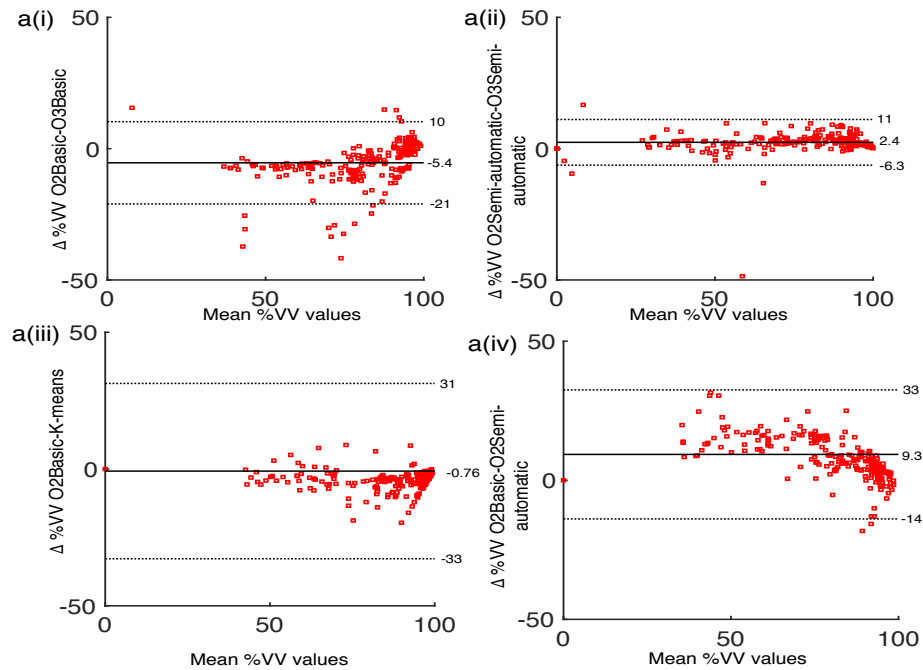 a(i)
Δ %VV O2Basic-O3Basic
50
0
-50
10
-5.4
-21
0
50
100
Mean %VV values
a(ii)
Δ %VV O2Semi-automatic-O3Semi-
automatic
50
0
-50
11
2.4
-6.3
0
50
100
Mean %VV values
a(iii)
Δ %VV O2Basic-K-means
50
0
-50
31
-0.76
-33
0
50
100
Mean %VV values
a(iv)
Δ %VV O2Basic-O2Semi-
automatic
50
0
-50
33
9.3
-14
0
50
100
Mean %VV values